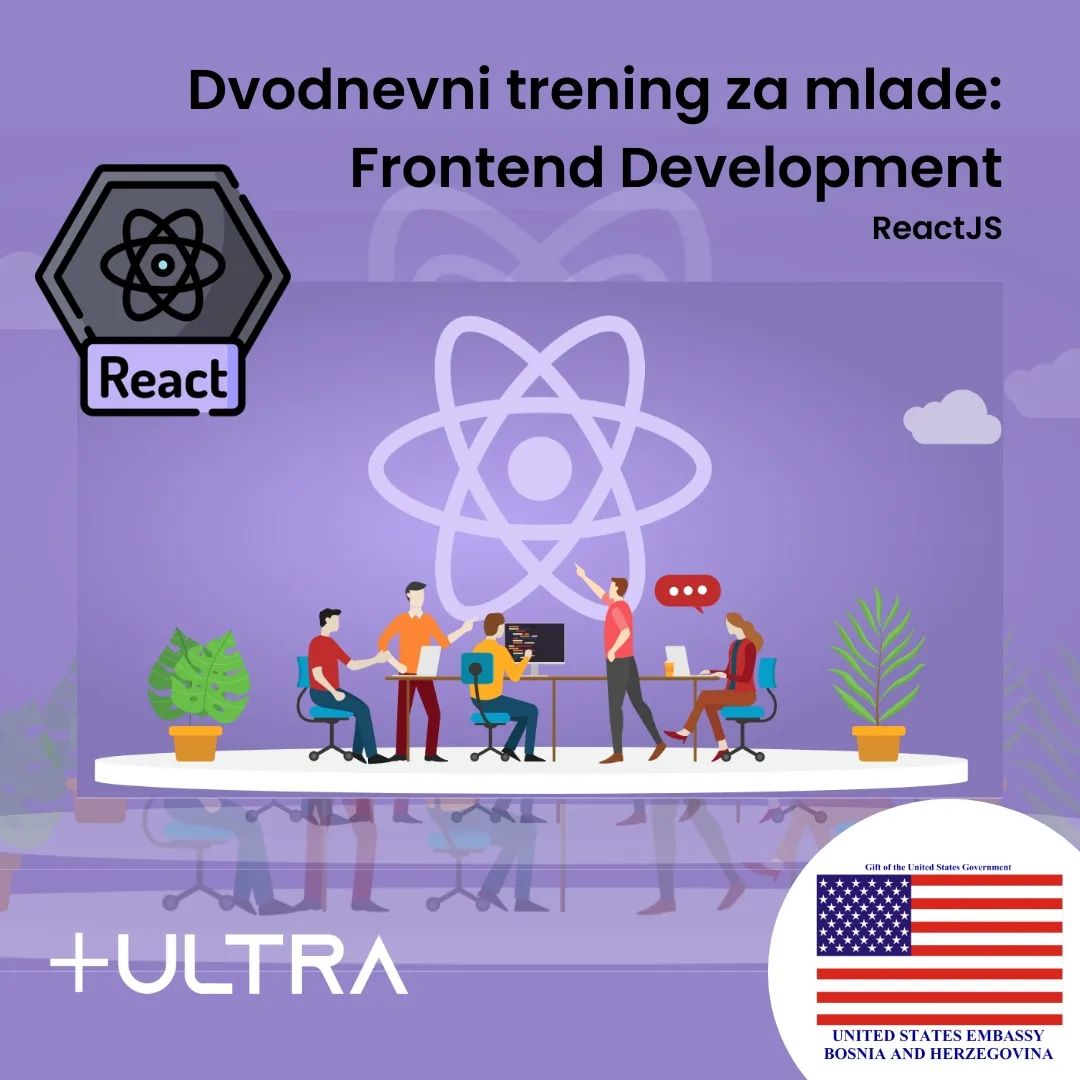 Dvodnevni trening za mlade:
Frontend Development
ReactJS
React
+ULTRA
Gift of the United States Government
UNITED STATES EMBASSY
BOSNIA AND HERZEGOVINA